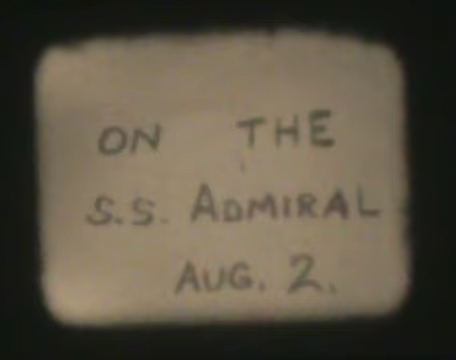 ON THE
S.S. ADMIRAL
AUG. 2.